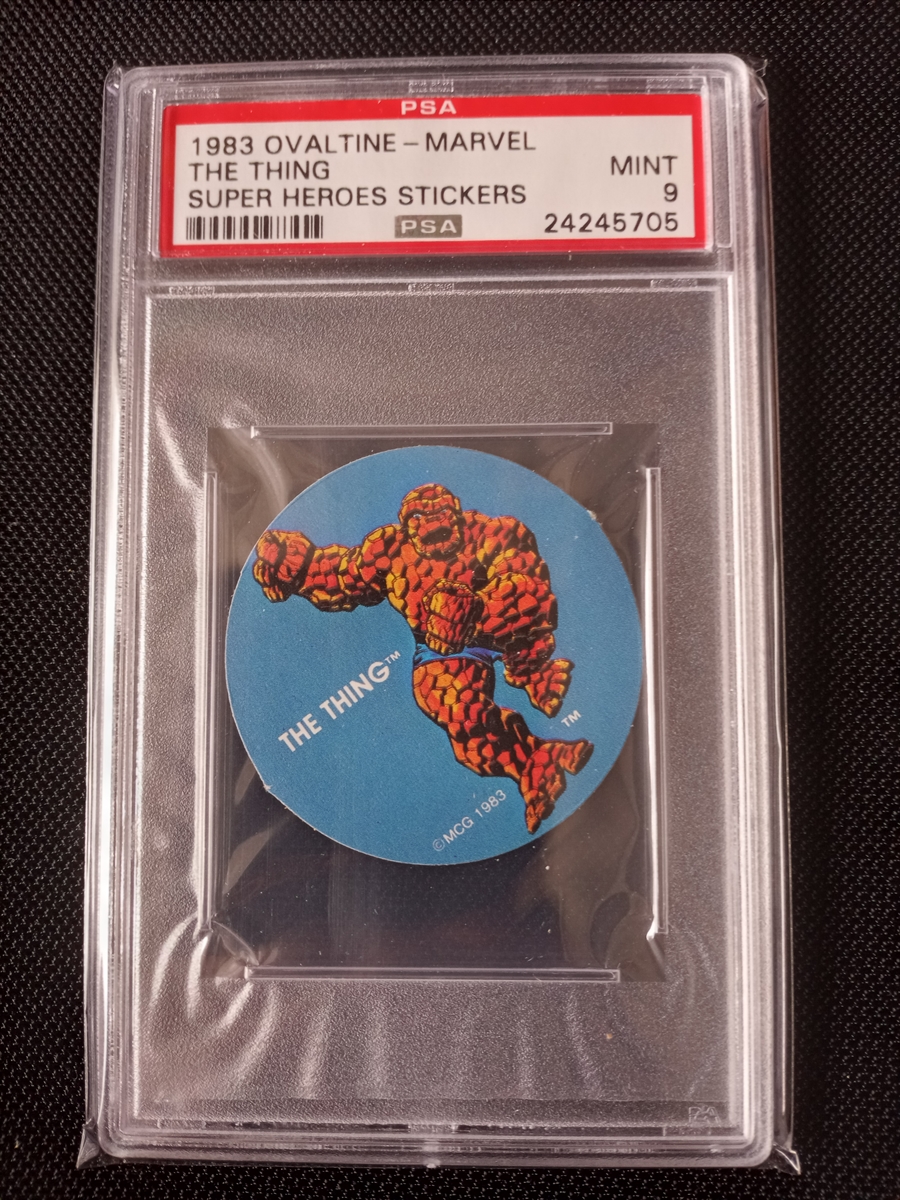 PSA
1983 OVALTINE – MARVEL
THE THING MINT
SUPER HEROES STICKERS 9
PSA 24245705
THE THING™
TM
©MCG 1983